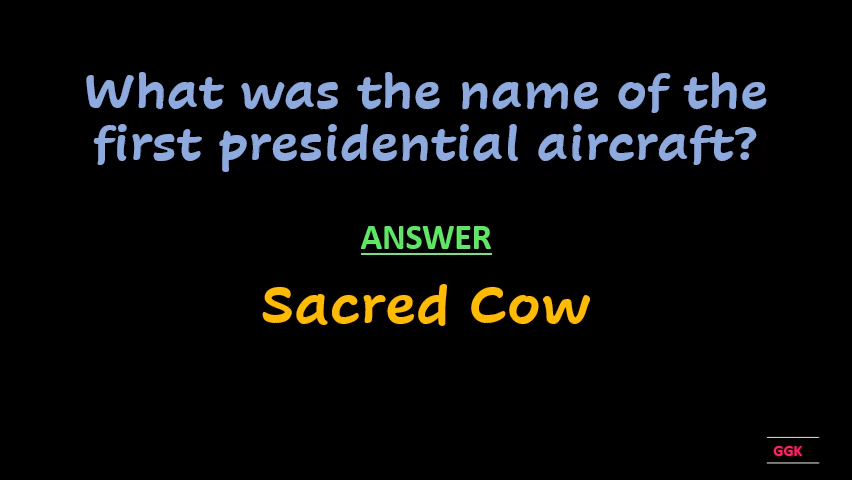 What was the name of the
first presidential aircraft?
ANSWER
Sacred Cow
GGK